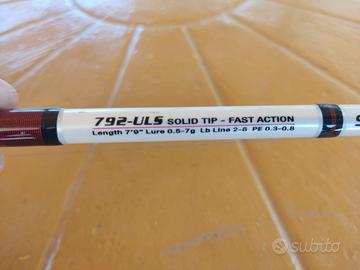 792-ULS SOLID TIP - FAST ACTION
Length 7'9" Lure 0.5-7g Lb Line 2-6 PE 0.3-0.8
S
subito